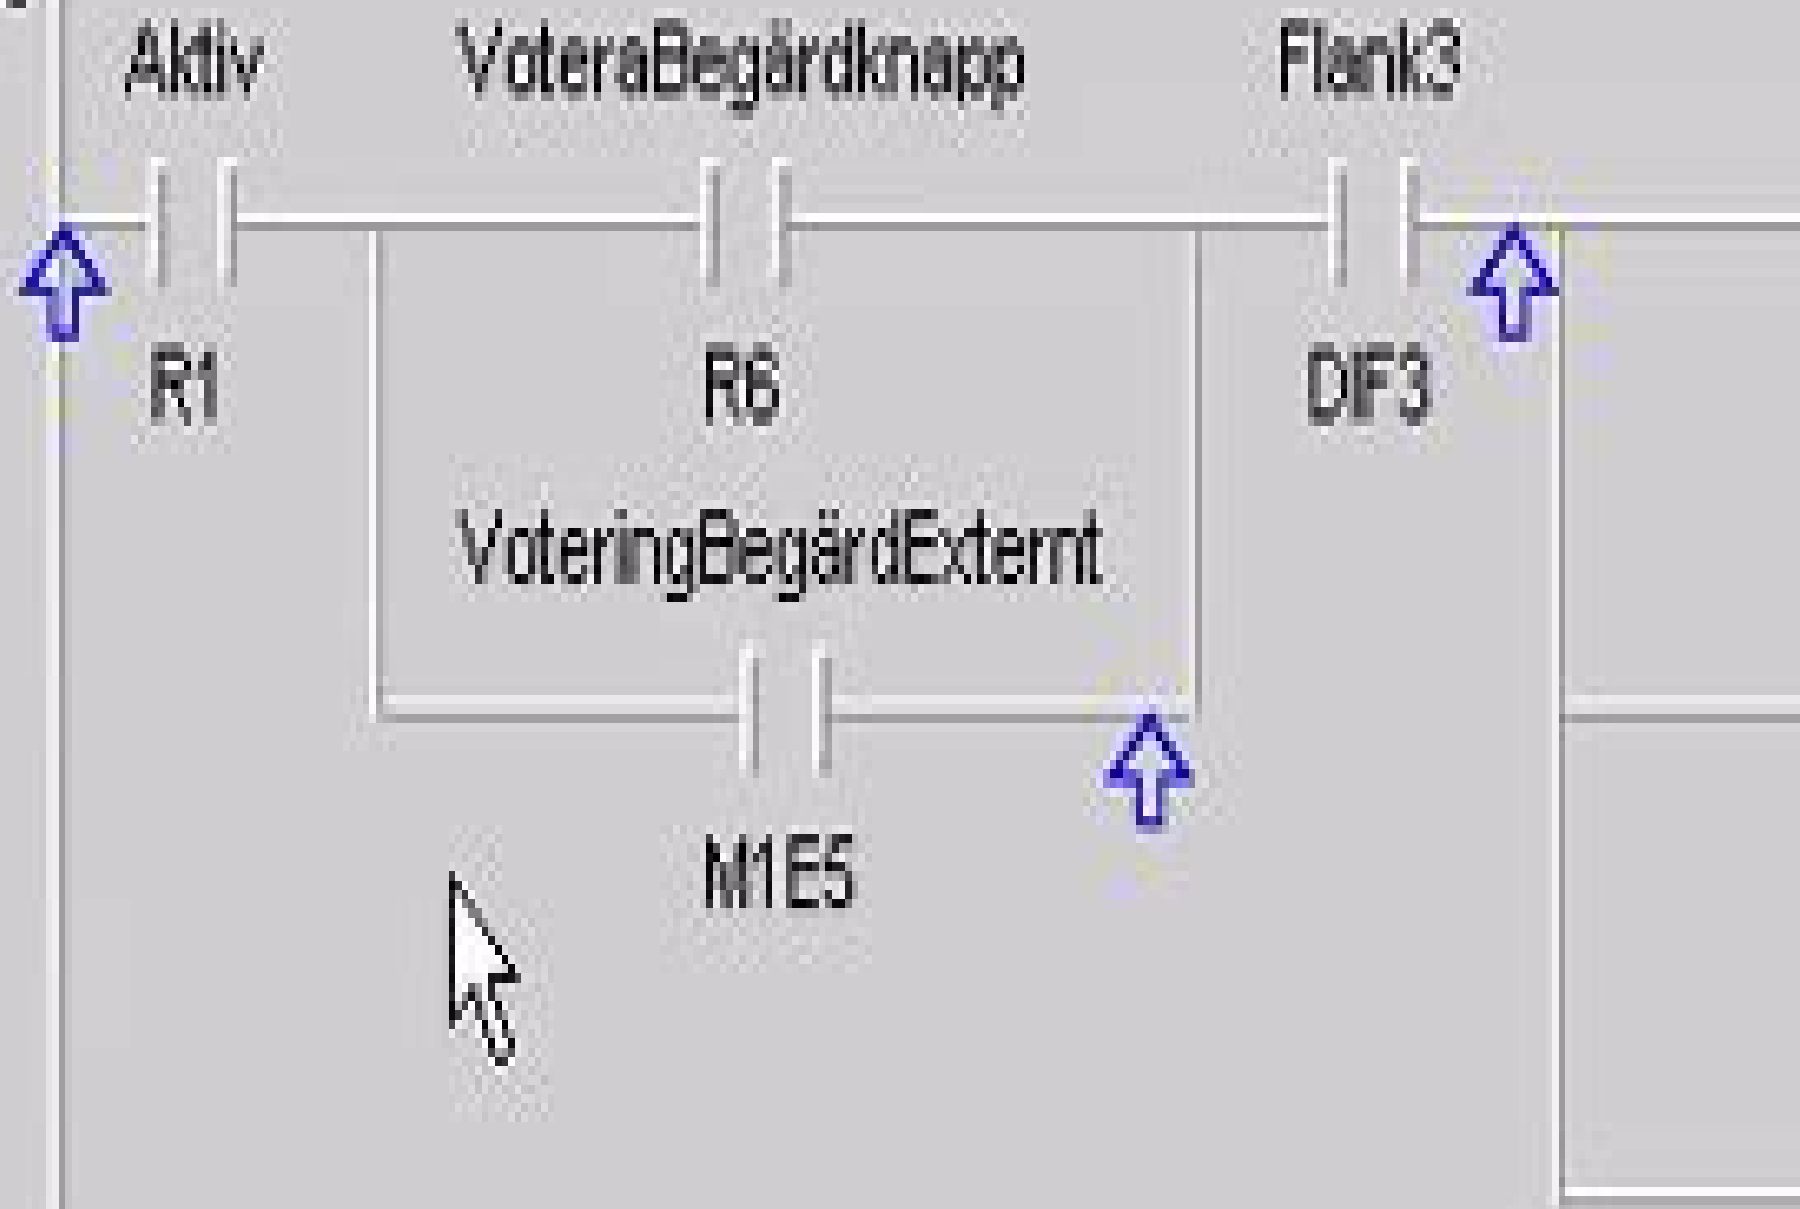 Aktiv VoteraBegärdknapp Flank3
R1 R6 DIF3
VoteringBegärdExternt
M1E5